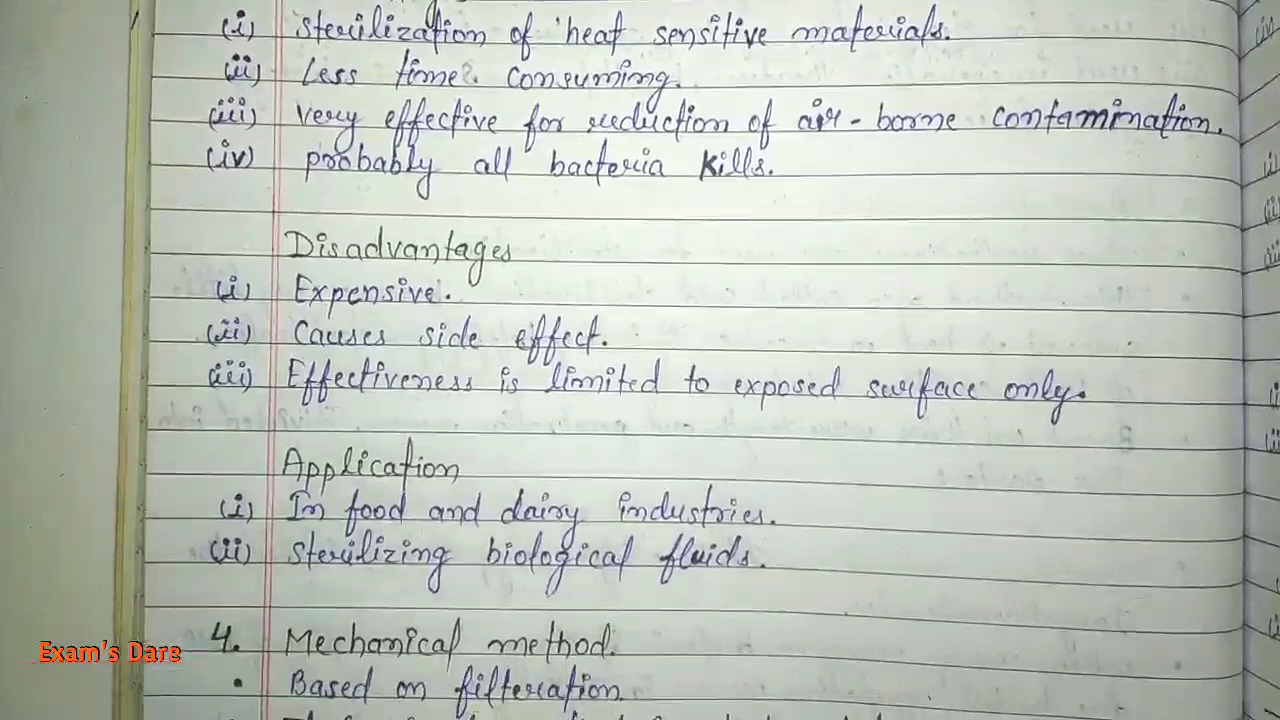 (i) Sterilization of heat sensitive materials.
(ii) Less time consuming.
(iii) very effective for reduction of air-borne contamination.
(iv) probably all bacteria kills.
Disadvantages
(i) Expensive.
(ii) Causes side effect.
(iii) Effectiveness is limited to exposed surface only.
Application
(i) In food and dairy industries.
(ii) sterilizing biological fluids.
4. Mechanical method.
Exam's Dare
• Based on filteration